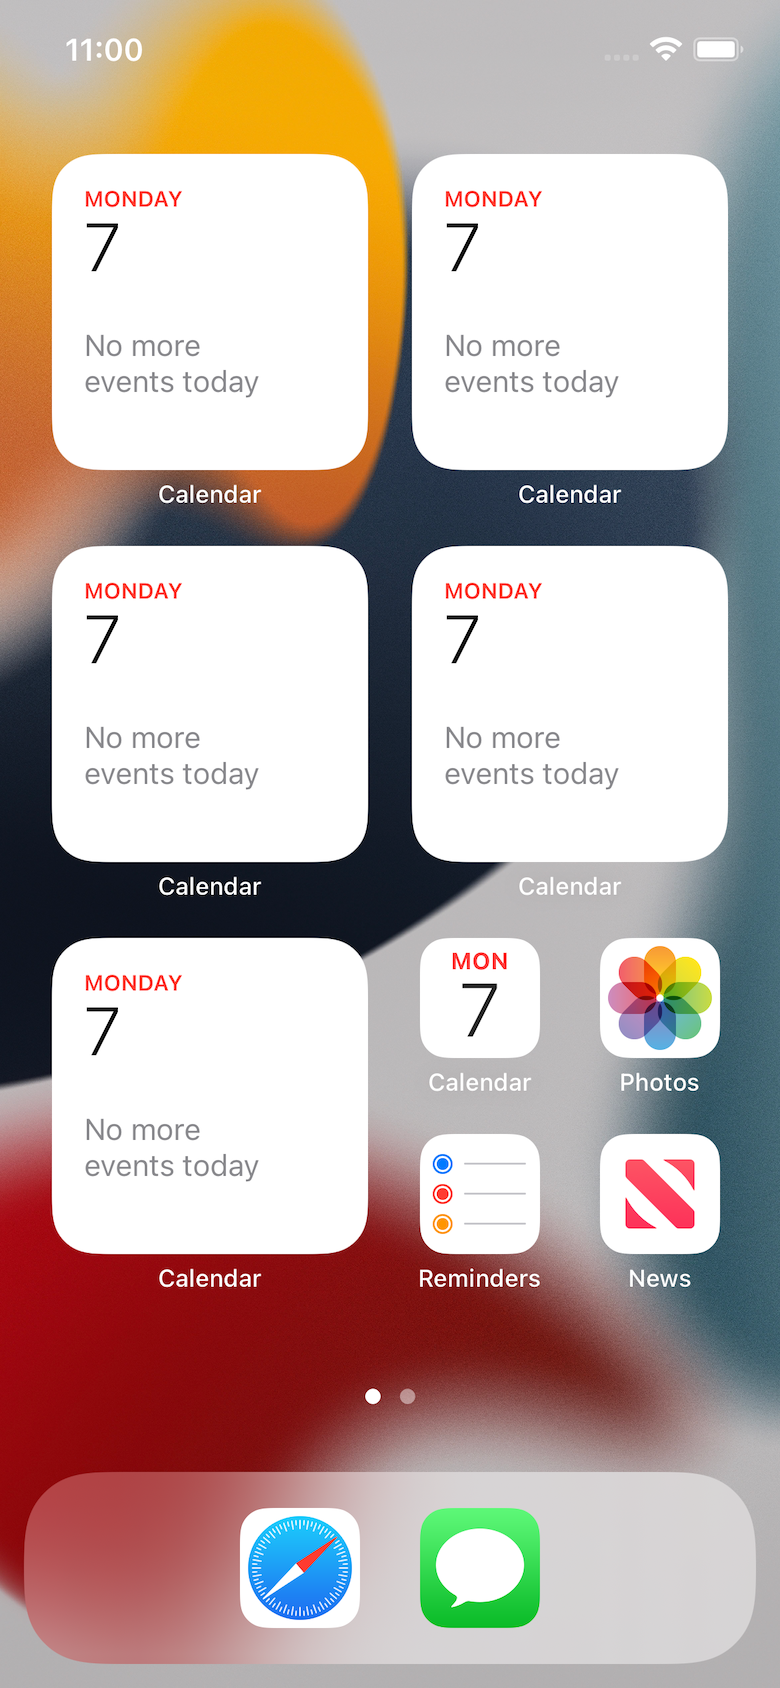 11:00
MONDAY
7
No more
events today
Calendar
MONDAY
7
No more
events today
Calendar
MONDAY
7
No more
events today
Calendar
MONDAY
7
No more
events today
Calendar
MONDAY
7
No more
events today
Calendar
MON
7
Calendar
Photos
Reminders
News